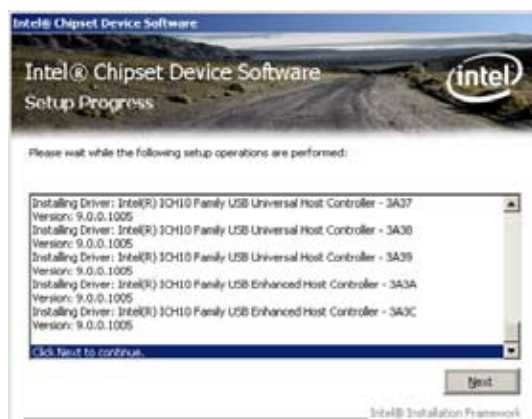 Intel® Chipset Device Software
Intel® Chipset Device Software
intel
Setup Progress
Please wait while the following setup operations are performed:
Installing Driver: Intel(R) ICH10 Family USB Universal Host Controller - 3A37
Version: 9.0.0.1005
Installing Driver: Intel(R) ICH10 Family USB Universal Host Controller - 3A38
Version: 9.0.0.1005
Installing Driver: Intel(R) ICH10 Family USB Universal Host Controller - 3A39
Version: 9.0.0.1005
Installing Driver: Intel(R) ICH10 Family USB Enhanced Host Controller - 3A3A
Version: 9.0.0.1005
Installing Driver: Intel(R) ICH10 Family USB Enhanced Host Controller - 3A3C
Version: 9.0.0.1005
Click Next to continue.
Next
Intel® Installation Framework